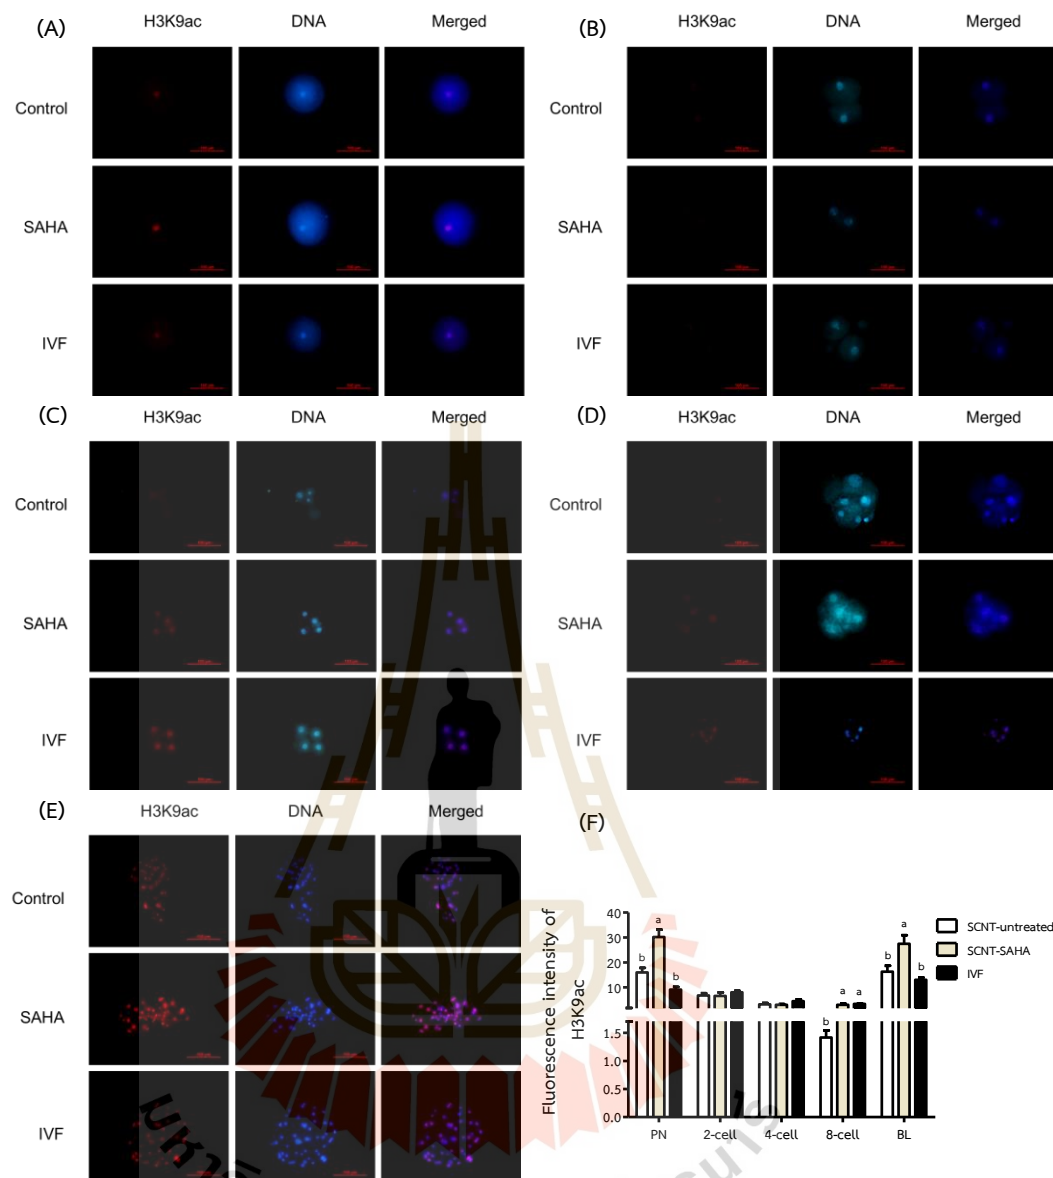 (A) H3K9ac DNA Merged
Control
SAHA
IVF
(B) H3K9ac DNA Merged
Control
SAHA
IVF
(C) H3K9ac DNA Merged
Control
SAHA
IVF
(D) H3K9ac DNA Merged
Control
SAHA
IVF
(E) H3K9ac DNA Merged
Control
SAHA
IVF
(F)
Fluorescence intensity of
H3K9ac
40
30
20
10
1.5
1.0
0.5
0.0
b a b
a a
b
b a b
PN 2-cell 4-cell 8-cell BL
SCNT-untreated
SCNT-SAHA
IVF